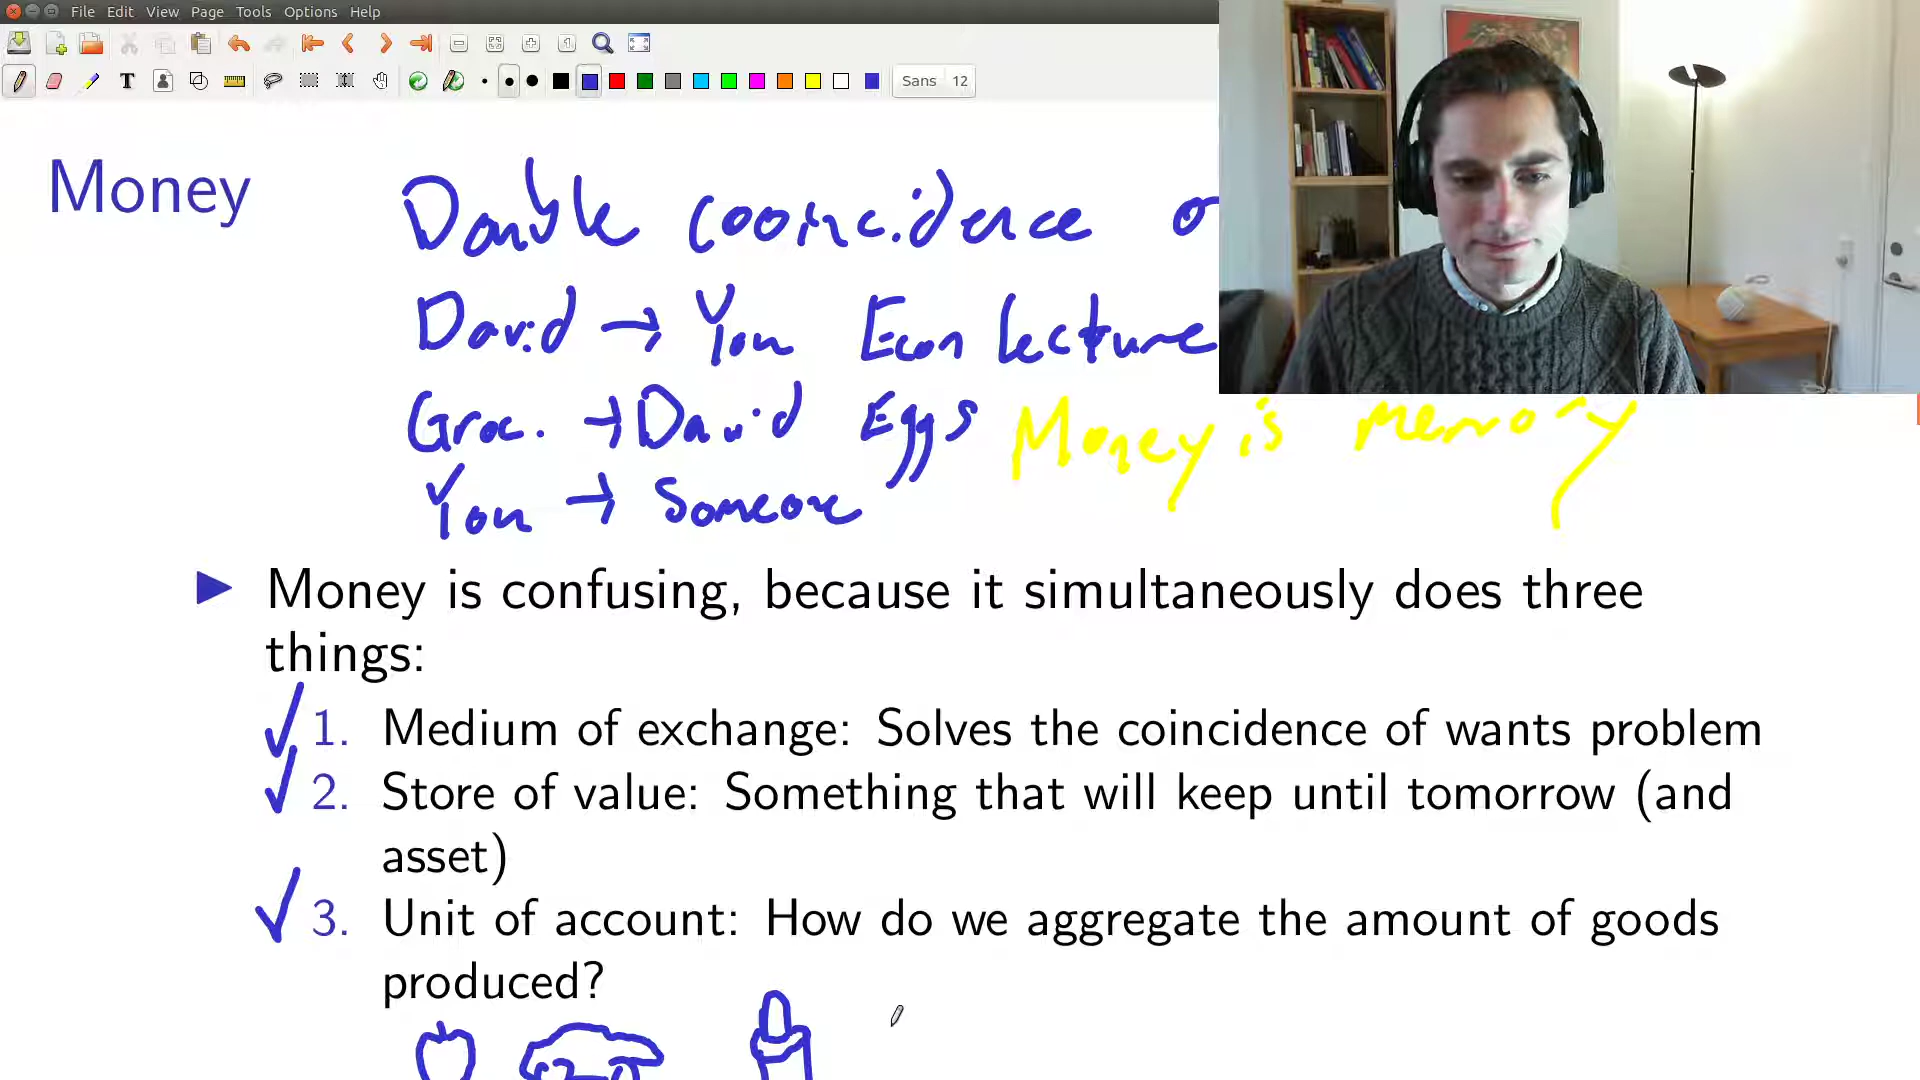 File Edit View Page Tools Options Help
T Sans 12
Money
Double cooinc.idence
David → You Econ lecture
Groc. → David Eggs Money is memory
You → Someone
Money is confusing, because it simultaneously does three
things:
1. Medium of exchange: Solves the coincidence of wants problem
2. Store of value: Something that will keep until tomorrow (and
asset)
3. Unit of account: How do we aggregate the amount of goods
produced?